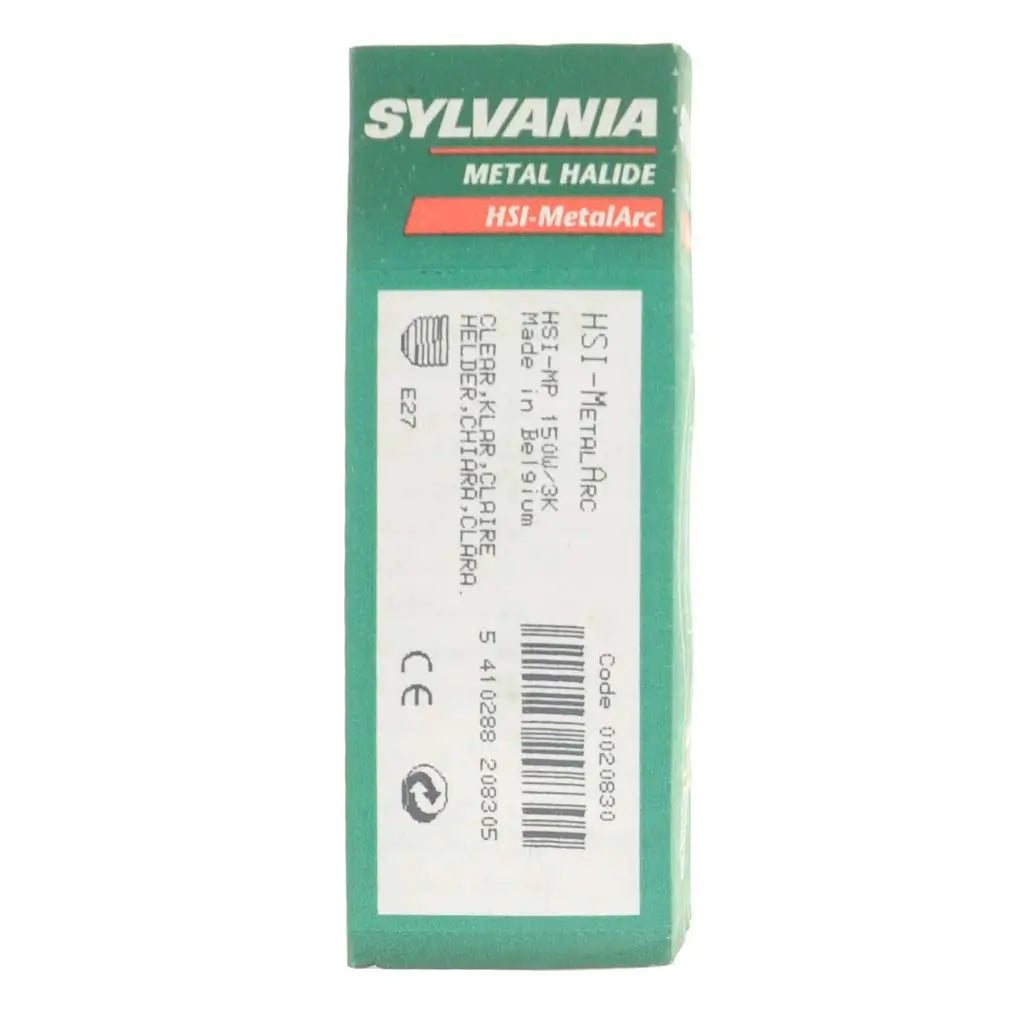 SYLVANIA
METAL HALIDE
HSI-MetalArc
HSI-METALARC
HSI-MP 150W/3K
Made in Belgium
CLEAR,KLAR,CLAIRE
HELDER,CHIARA,CLARA.
E27
Code 0020830
5 410288 208305
CE